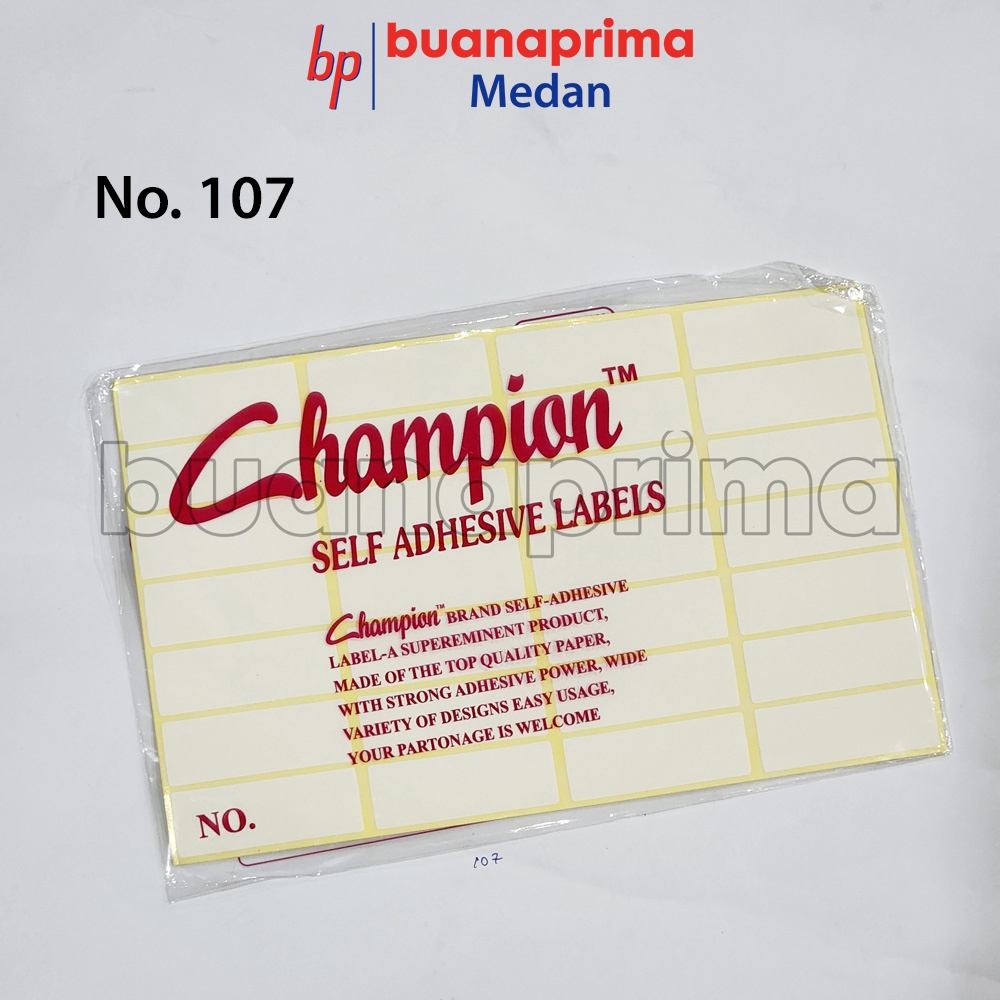 bp buanaprima
Medan
No. 107
Champion™
SELF ADHESIVE LABELS
buanaprima
Champion™ BRAND SELF-ADHESIVE
LABEL-A SUPEREMINENT PRODUCT,
MADE OF THE TOP QUALITY PAPER,
WITH STRONG ADHESIVE POWER, WIDE
VARIETY OF DESIGNS EASY USAGE,
YOUR PARTONAGE IS WELCOME
NO.
107